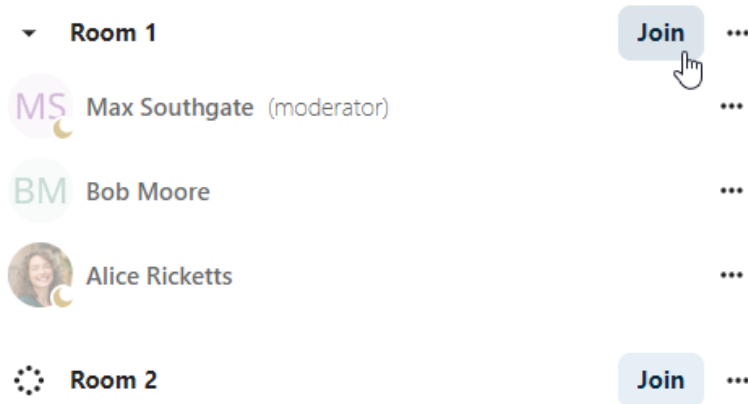 Room 1 Join
MS Max Southgate (moderator)
BM Bob Moore
Alice Ricketts
Room 2 Join